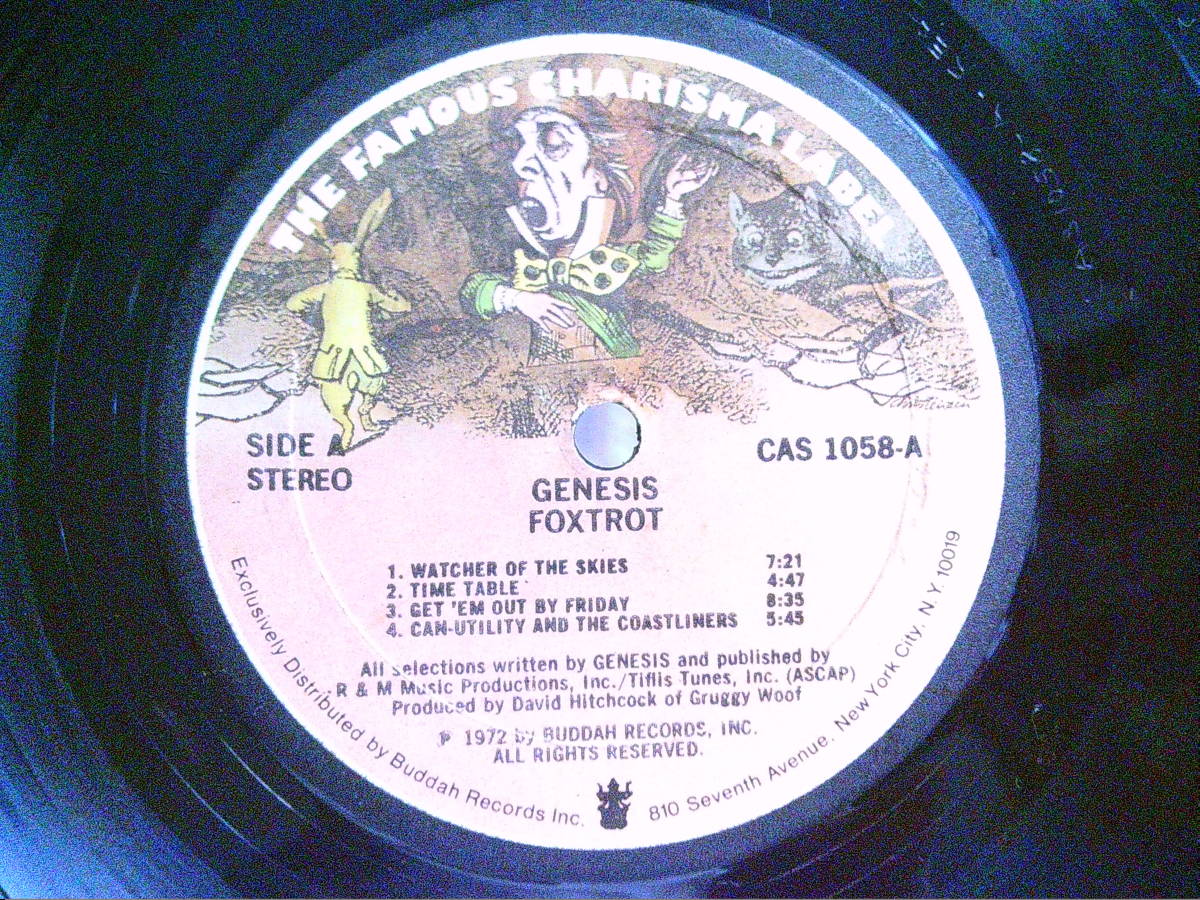 THE FAMOUS CHARISMA LABEL
SIDE A
STEREO
CAS 1058-A
GENESIS
FOXTROT
1. WATCHER OF THE SKIES 7:21
2. TIME TABLE 4:47
3. GET 'EM OUT BY FRIDAY 8:35
4. CAN-UTILITY AND THE COASTLINERS 5:45
All selections written by GENESIS and published by
R & M Music Productions, Inc./Tiflis Tunes, Inc. (ASCAP)
Produced by David Hitchcock of Gruggy Woof
℗ 1972 by BUDDAH RECORDS, INC.
ALL RIGHTS RESERVED.
Exclusively Distributed by Buddah Records Inc. 810 Seventh Avenue. New York City. N.Y. 10019